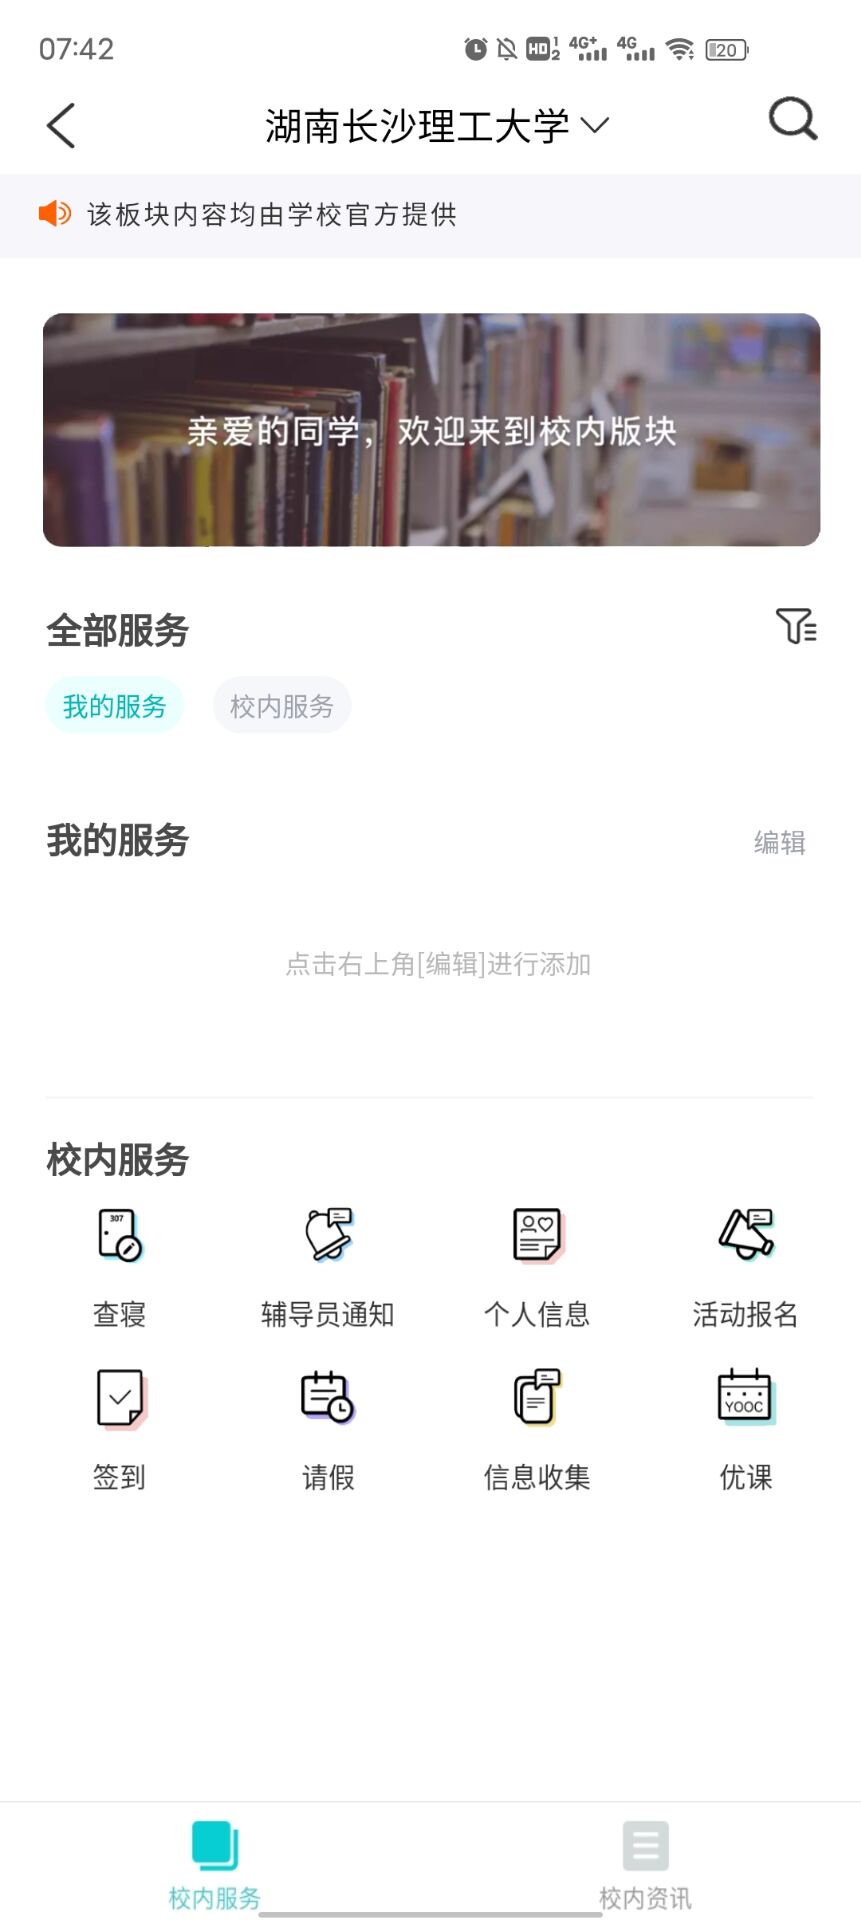 07:42
HD 1 2 4G+ 4G 20
湖南长沙理工大学
该板块内容均由学校官方提供
亲爱的同学，欢迎来到校内版块
全部服务
我的服务 校内服务
我的服务 编辑
点击右上角[编辑]进行添加
校内服务
307
查寝 辅导员通知 个人信息 活动报名
YOOC
签到 请假 信息收集 优课
校内服务 校内资讯